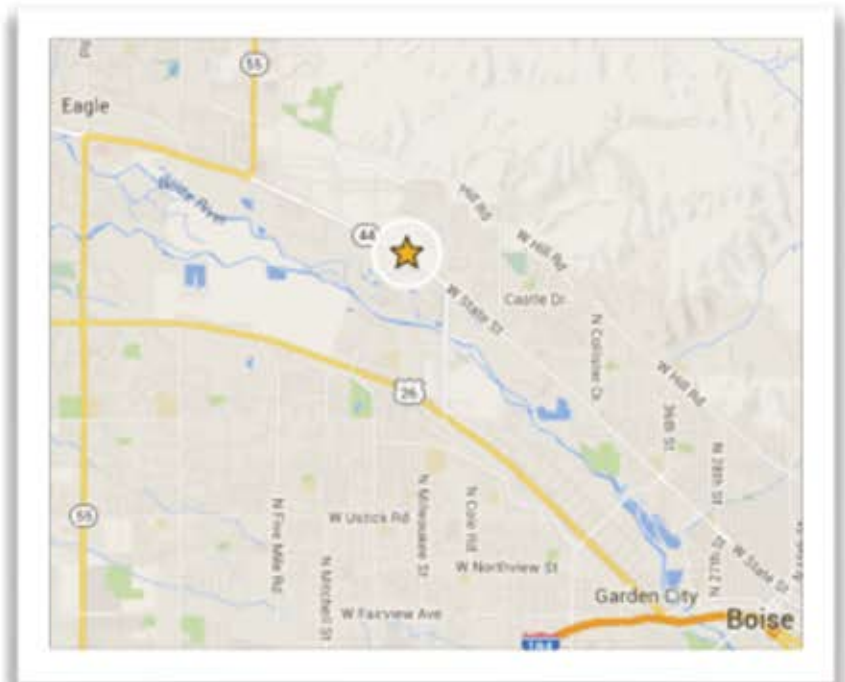 Rd
55
Eagle
Boise River
Hill Rd
44
W Hill Rd
Castle Dr
W State St
N Collister Dr
W Hill Rd
26
36th St
N 28th St
55
N Five Mile Rd
W Ustick Rd
N Milwaukee St
N Cole Rd
N Mitchell St
W Northview St
N 27th St
W State St
W Fairview Ave
Garden City
Boise
184